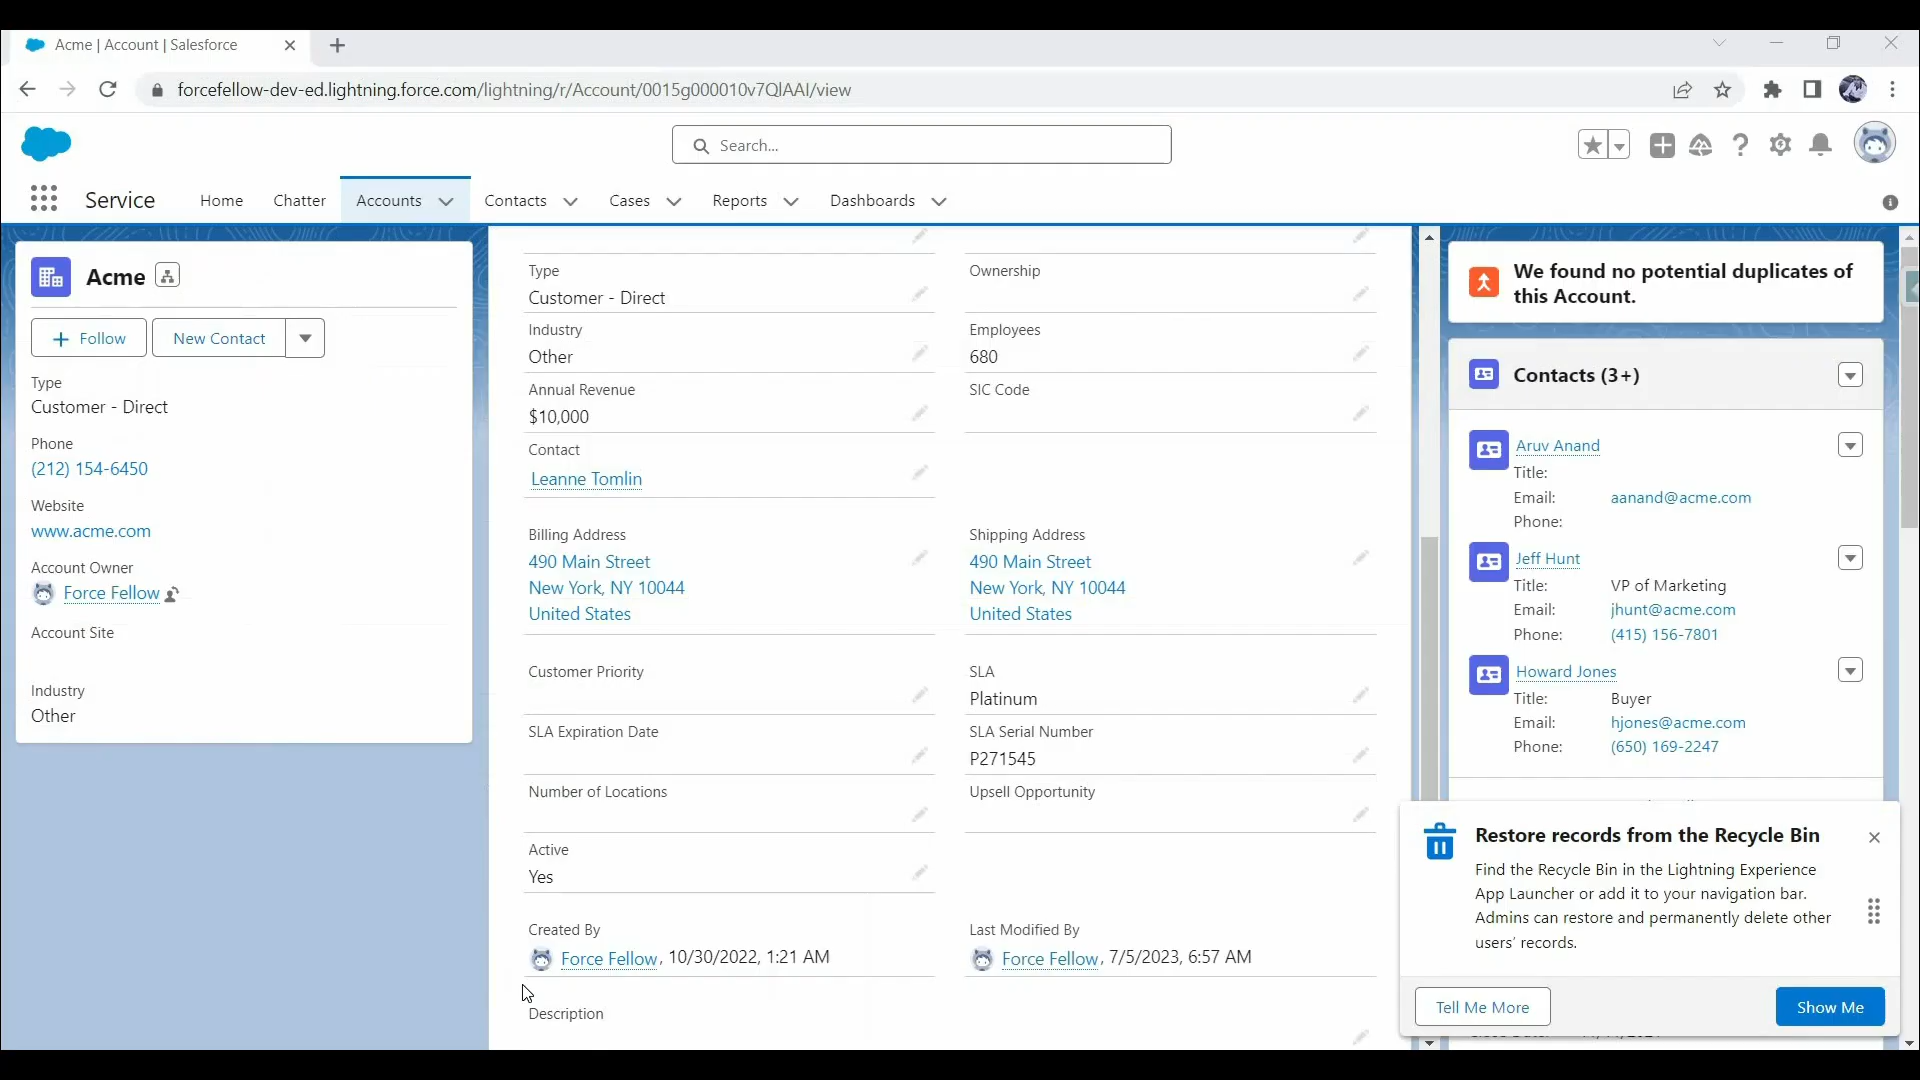 Acme | Account | Salesforce
forcefellow-dev-ed.lightning.force.com/lightning/r/Account/0015g000010v7QlAAI/view
Search...
Service
Home
Chatter
Accounts
Contacts
Cases
Reports
Dashboards
Acme
Follow
New Contact
Type
Customer - Direct
Phone
(212) 154-6450
Website
www.acme.com
Account Owner
Force Fellow
Account Site
Industry
Other
Type
Customer - Direct
Ownership
Industry
Other
Employees
680
Annual Revenue
$10,000
SIC Code
Contact
Leanne Tomlin
Billing Address
490 Main Street
New York, NY 10044
United States
Shipping Address
490 Main Street
New York, NY 10044
United States
Customer Priority
SLA
Platinum
SLA Expiration Date
SLA Serial Number
P271545
Number of Locations
Upsell Opportunity
Active
Yes
Created By
Force Fellow, 10/30/2022, 1:21 AM
Last Modified By
Force Fellow, 7/5/2023, 6:57 AM
Description
We found no potential duplicates of
this Account.
Contacts (3+)
Aruv Anand
Title:
Email: aanand@acme.com
Phone:
Jeff Hunt
Title: VP of Marketing
Email: jhunt@acme.com
Phone: (415) 156-7801
Howard Jones
Title: Buyer
Email: hjones@acme.com
Phone: (650) 169-2247
Restore records from the Recycle Bin
Find the Recycle Bin in the Lightning Experience
App Launcher or add it to your navigation bar.
Admins can restore and permanently delete other
users' records.
Tell Me More
Show Me